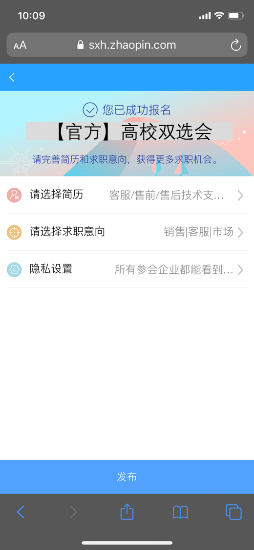 10:09
AA
sxh.zhaopin.com
您已成功报名
【官方】高校双选会
请完善简历和求职意向，获得更多求职机会。
请选择简历 客服/售前/售后技术支...
请选择求职意向 销售|客服|市场
隐私设置 所有参会企业都能看到...
发布